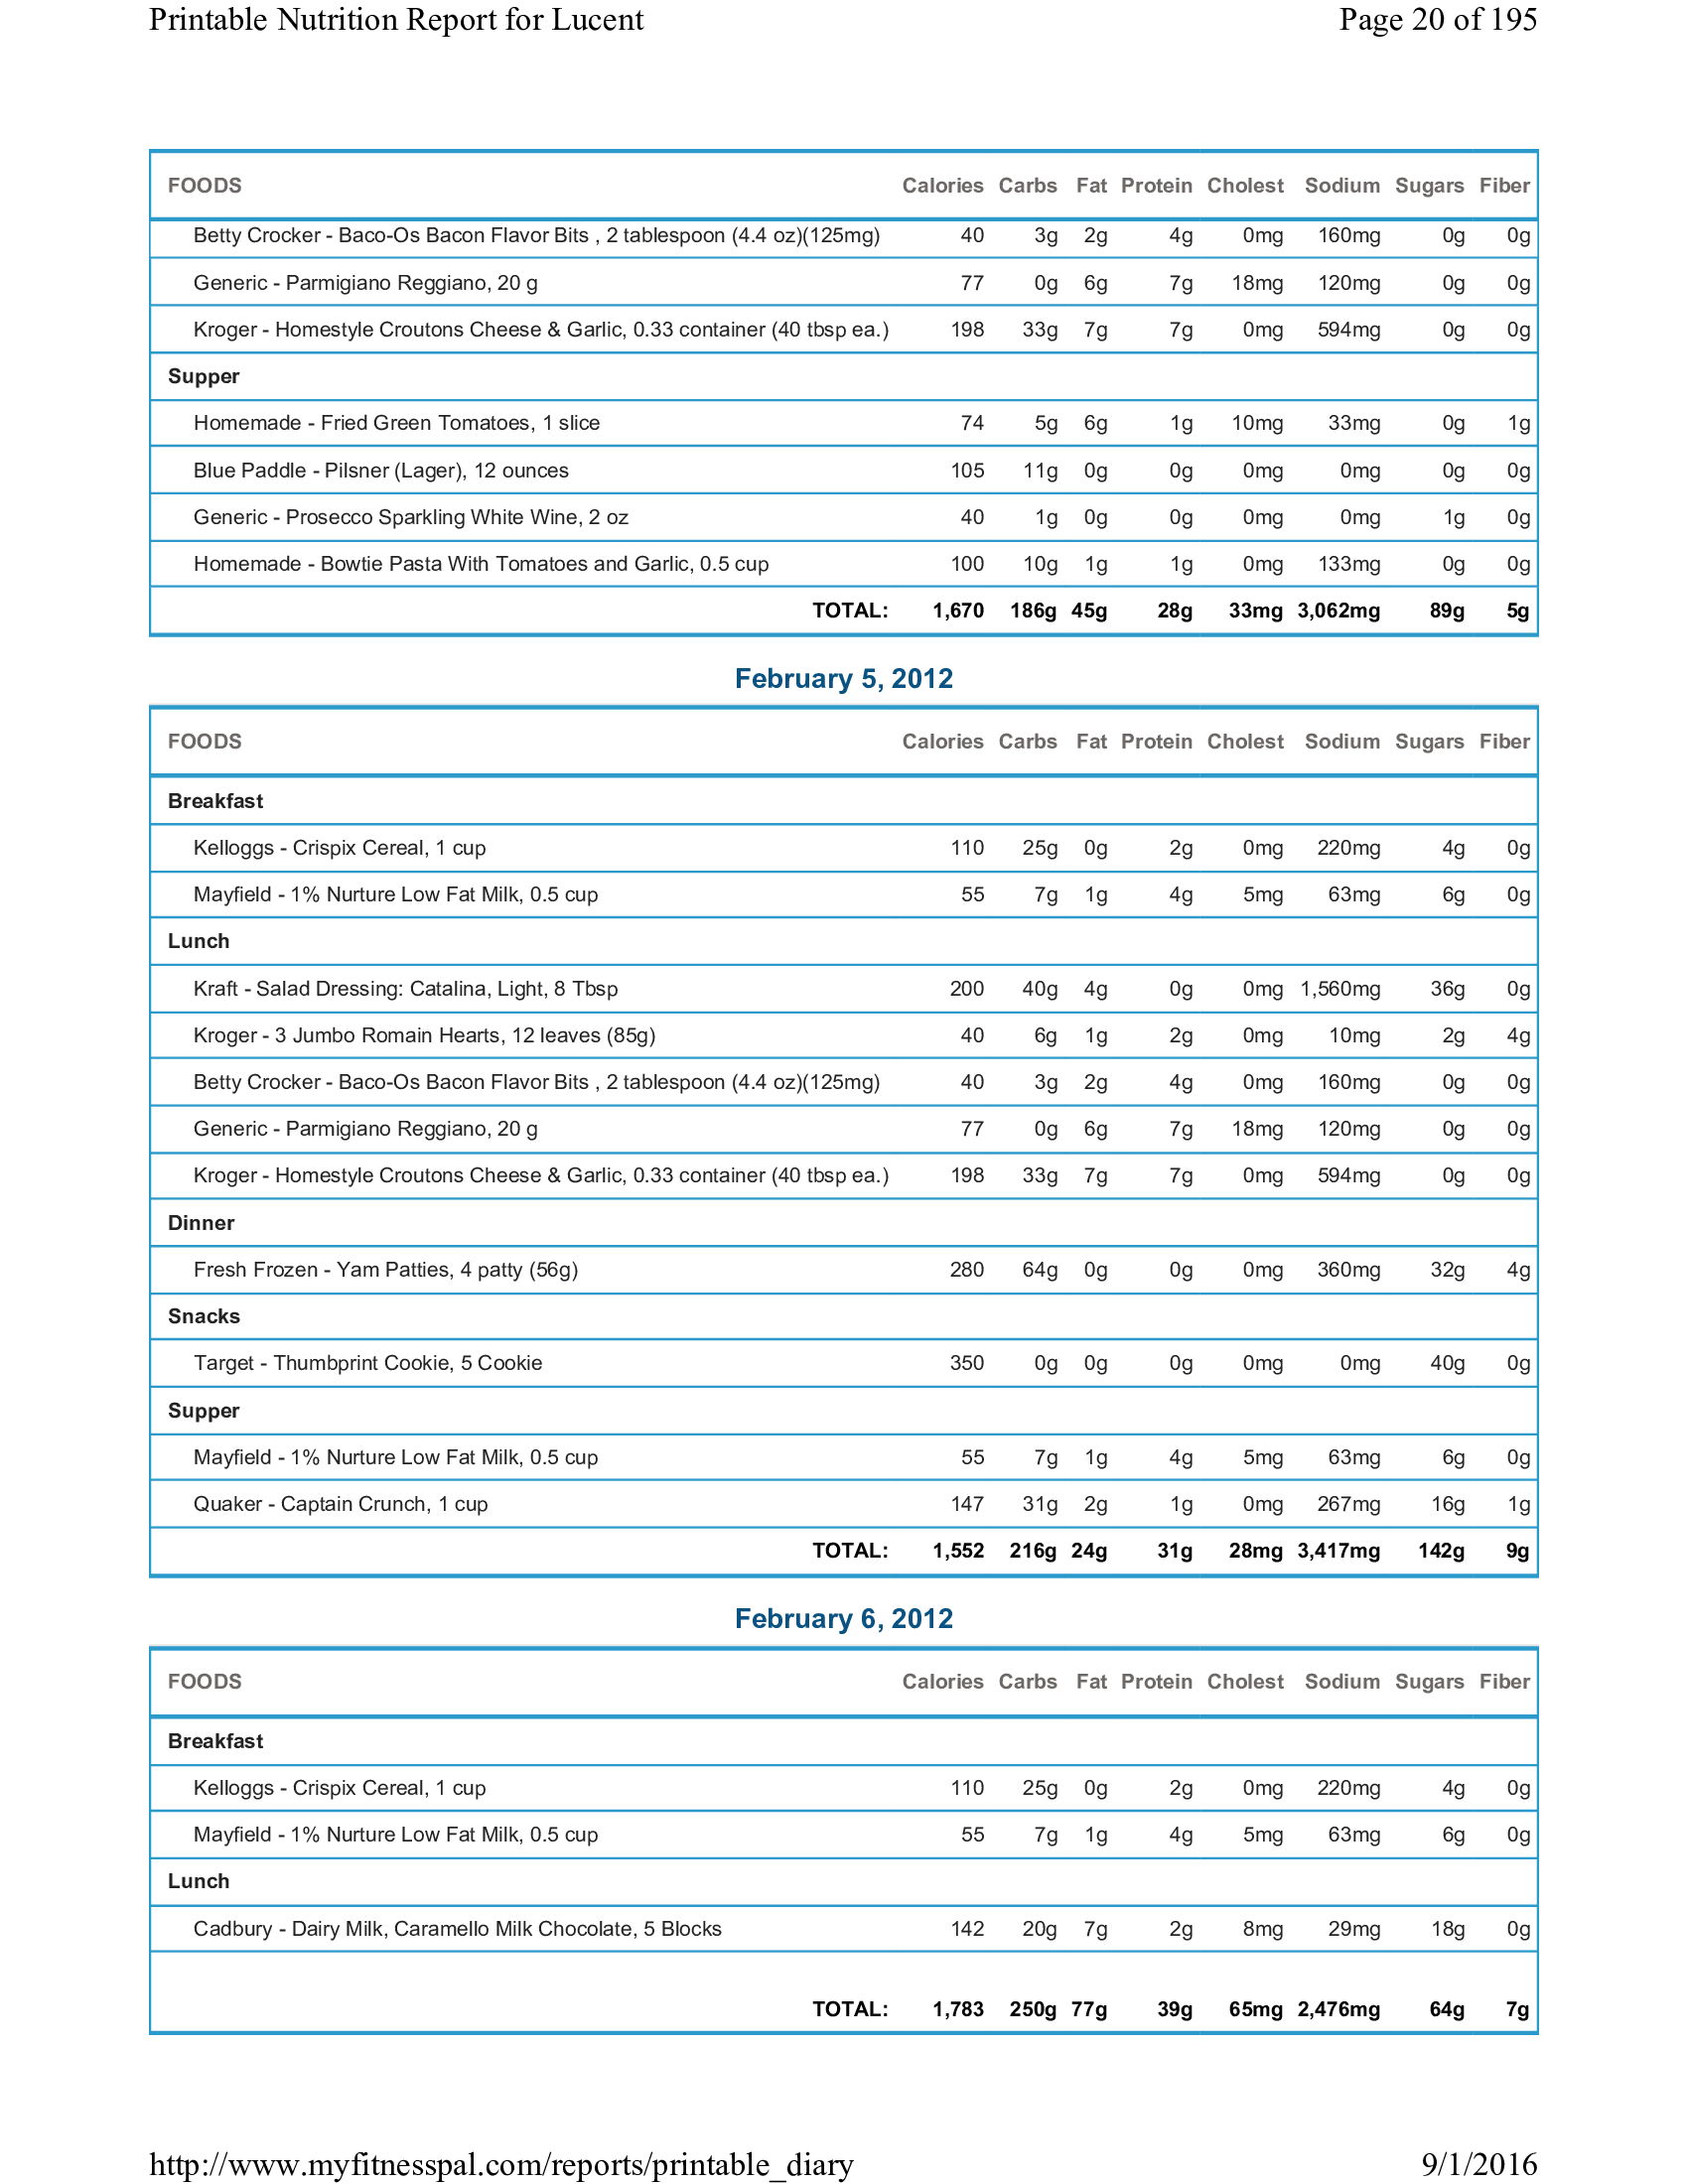 Printable Nutrition Report for Lucent Page 20 of 195
FOODS Calories Carbs Fat Protein Cholest Sodium Sugars Fiber
Betty Crocker - Baco-Os Bacon Flavor Bits , 2 tablespoon (4.4 oz)(125mg) 40 3g 2g 4g 0mg 160mg 0g 0g
Generic - Parmigiano Reggiano, 20 g 77 0g 6g 7g 18mg 120mg 0g 0g
Kroger - Homestyle Croutons Cheese & Garlic, 0.33 container (40 tbsp ea.) 198 33g 7g 7g 0mg 594mg 0g 0g
Supper
Homemade - Fried Green Tomatoes, 1 slice 74 5g 6g 1g 10mg 33mg 0g 1g
Blue Paddle - Pilsner (Lager), 12 ounces 105 11g 0g 0g 0mg 0mg 0g 0g
Generic - Prosecco Sparkling White Wine, 2 oz 40 1g 0g 0g 0mg 0mg 1g 0g
Homemade - Bowtie Pasta With Tomatoes and Garlic, 0.5 cup 100 10g 1g 1g 0mg 133mg 0g 0g
TOTAL: 1,670 186g 45g 28g 33mg 3,062mg 89g 5g
February 5, 2012
FOODS Calories Carbs Fat Protein Cholest Sodium Sugars Fiber
Breakfast
Kelloggs - Crispix Cereal, 1 cup 110 25g 0g 2g 0mg 220mg 4g 0g
Mayfield - 1% Nurture Low Fat Milk, 0.5 cup 55 7g 1g 4g 5mg 63mg 6g 0g
Lunch
Kraft - Salad Dressing: Catalina, Light, 8 Tbsp 200 40g 4g 0g 0mg 1,560mg 36g 0g
Kroger - 3 Jumbo Romain Hearts, 12 leaves (85g) 40 6g 1g 2g 0mg 10mg 2g 4g
Betty Crocker - Baco-Os Bacon Flavor Bits , 2 tablespoon (4.4 oz)(125mg) 40 3g 2g 4g 0mg 160mg 0g 0g
Generic - Parmigiano Reggiano, 20 g 77 0g 6g 7g 18mg 120mg 0g 0g
Kroger - Homestyle Croutons Cheese & Garlic, 0.33 container (40 tbsp ea.) 198 33g 7g 7g 0mg 594mg 0g 0g
Dinner
Fresh Frozen - Yam Patties, 4 patty (56g) 280 64g 0g 0g 0mg 360mg 32g 4g
Snacks
Target - Thumbprint Cookie, 5 Cookie 350 0g 0g 0g 0mg 0mg 40g 0g
Supper
Mayfield - 1% Nurture Low Fat Milk, 0.5 cup 55 7g 1g 4g 5mg 63mg 6g 0g
Quaker - Captain Crunch, 1 cup 147 31g 2g 1g 0mg 267mg 16g 1g
TOTAL: 1,552 216g 24g 31g 28mg 3,417mg 142g 9g
February 6, 2012
FOODS Calories Carbs Fat Protein Cholest Sodium Sugars Fiber
Breakfast
Kelloggs - Crispix Cereal, 1 cup 110 25g 0g 2g 0mg 220mg 4g 0g
Mayfield - 1% Nurture Low Fat Milk, 0.5 cup 55 7g 1g 4g 5mg 63mg 6g 0g
Lunch
Cadbury - Dairy Milk, Caramello Milk Chocolate, 5 Blocks 142 20g 7g 2g 8mg 29mg 18g 0g
TOTAL: 1,783 250g 77g 39g 65mg 2,476mg 64g 7g
http://www.myfitnesspal.com/reports/printable_diary 9/1/2016